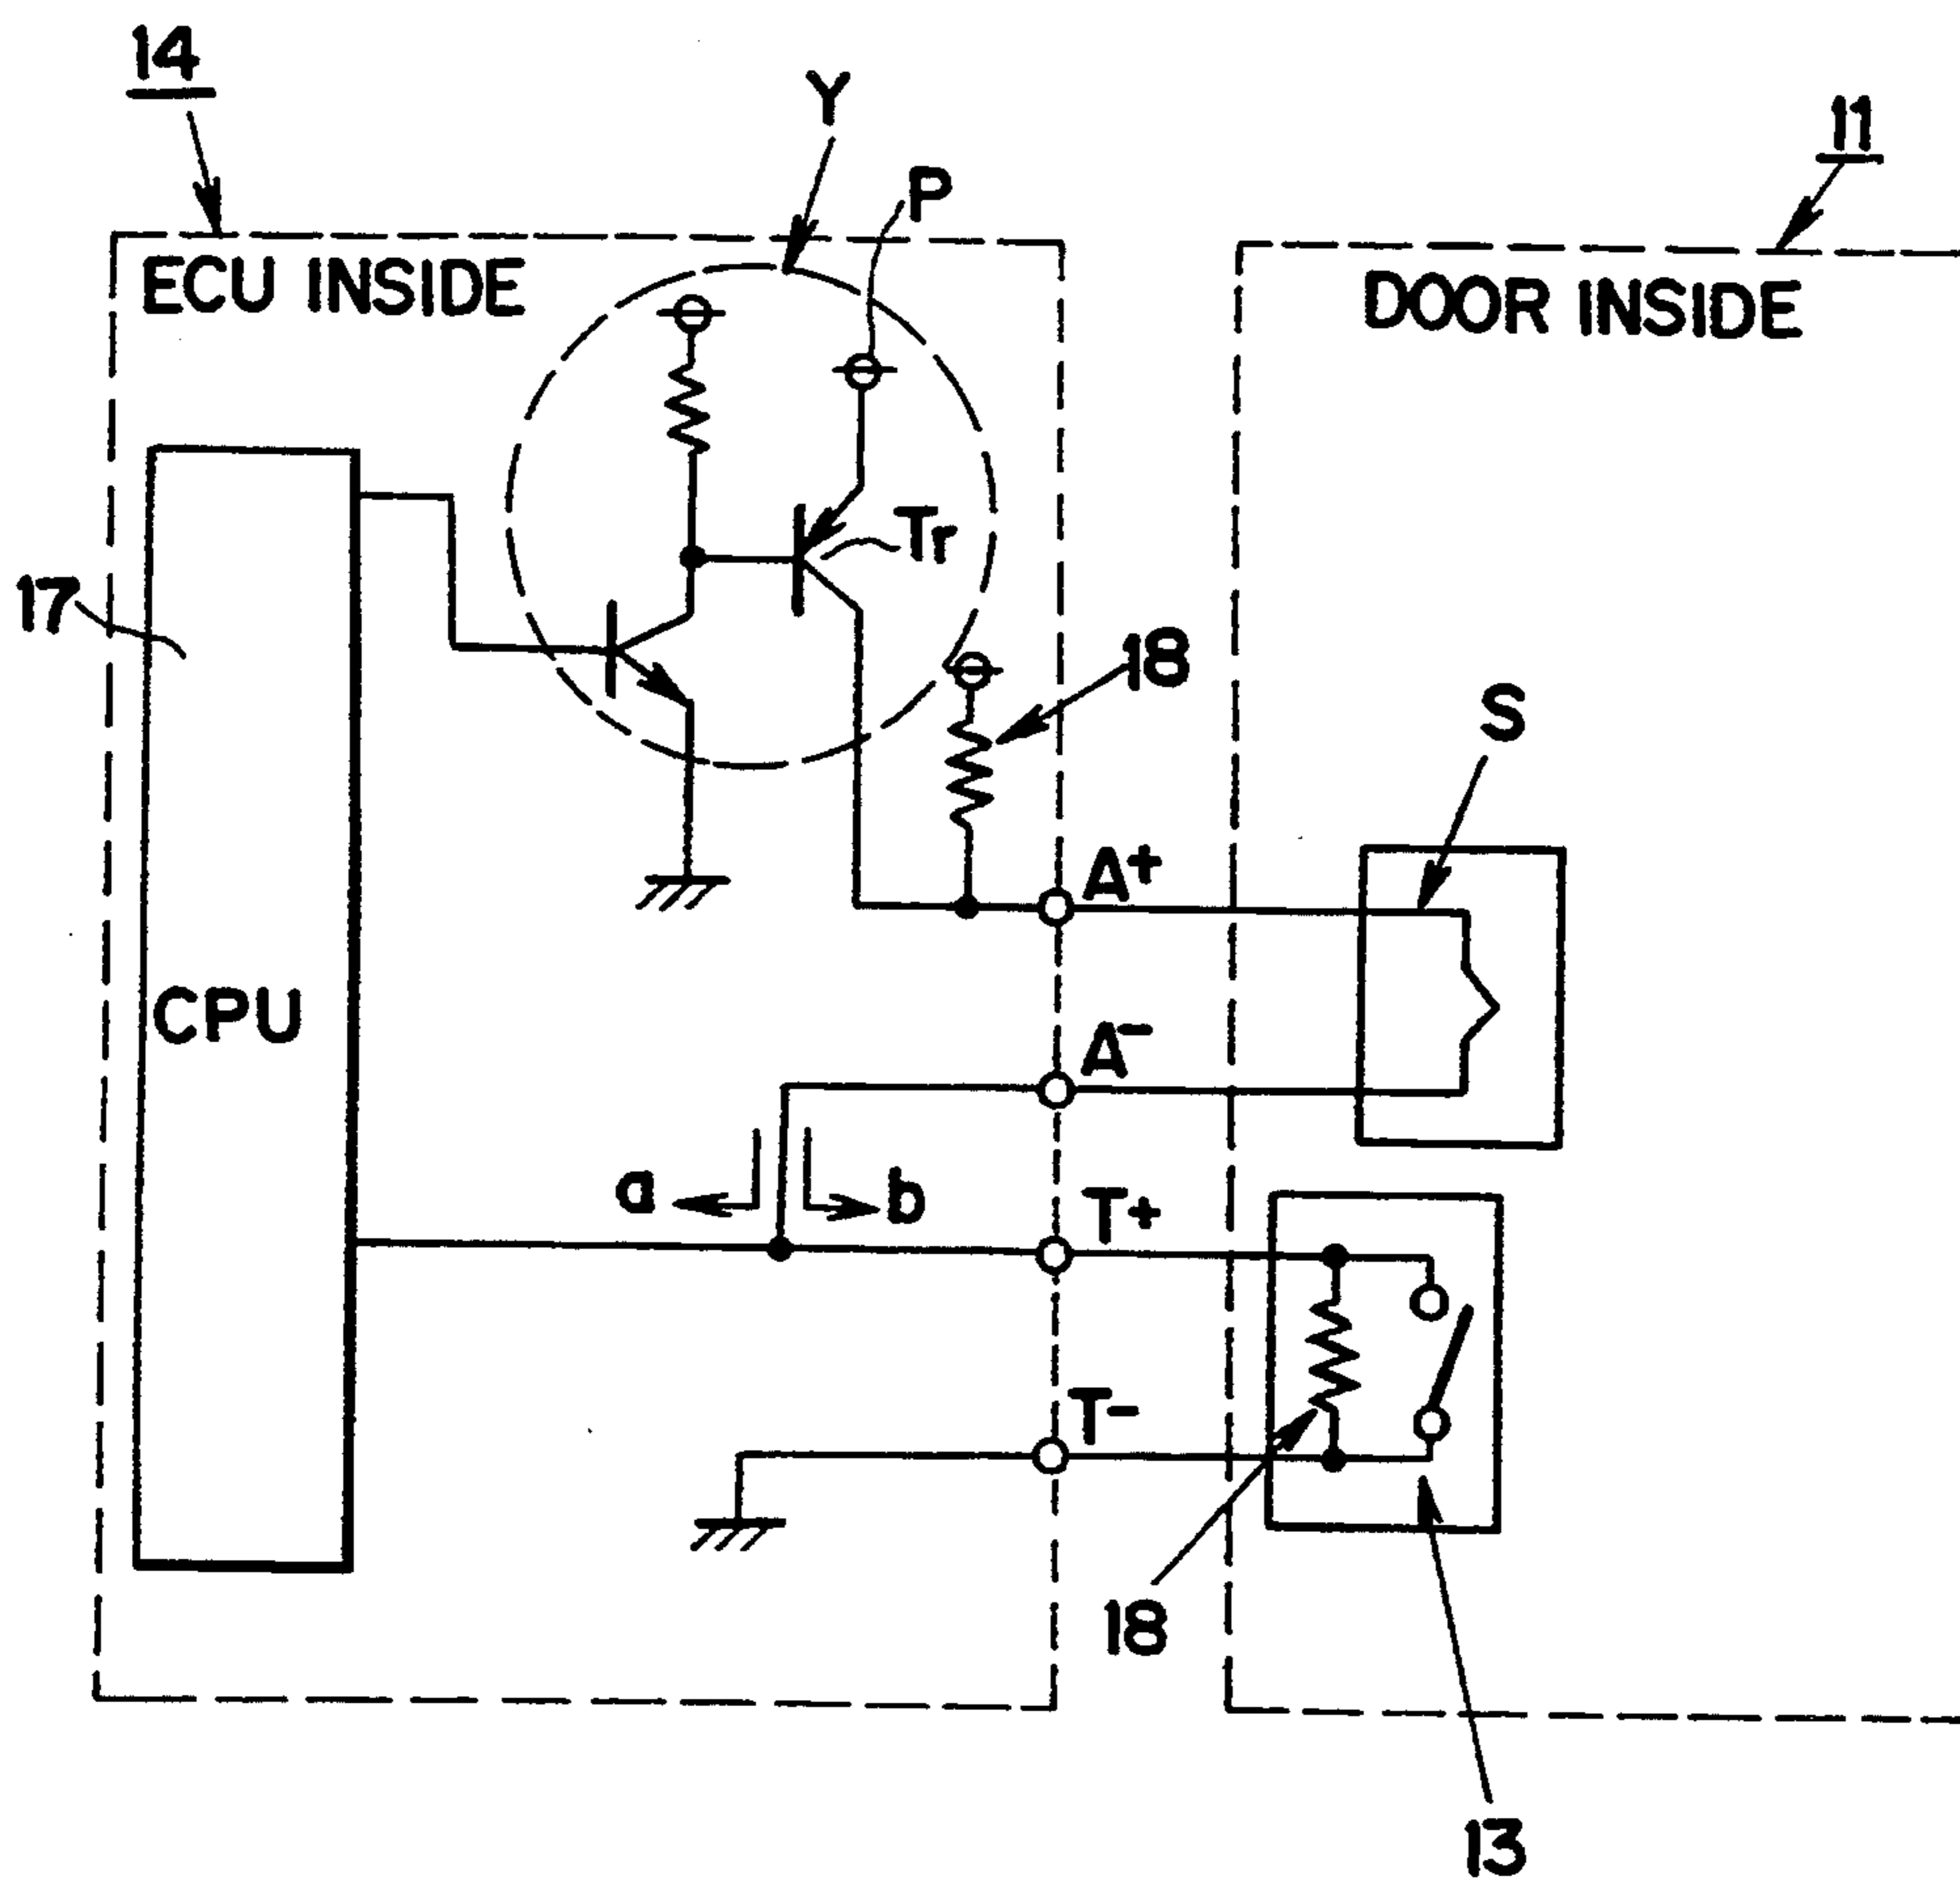 14
Y
P
11
ECU INSIDE
DOOR INSIDE
Tr
17
18
S
A+
CPU
A−
a
b
T+
T−
18
13